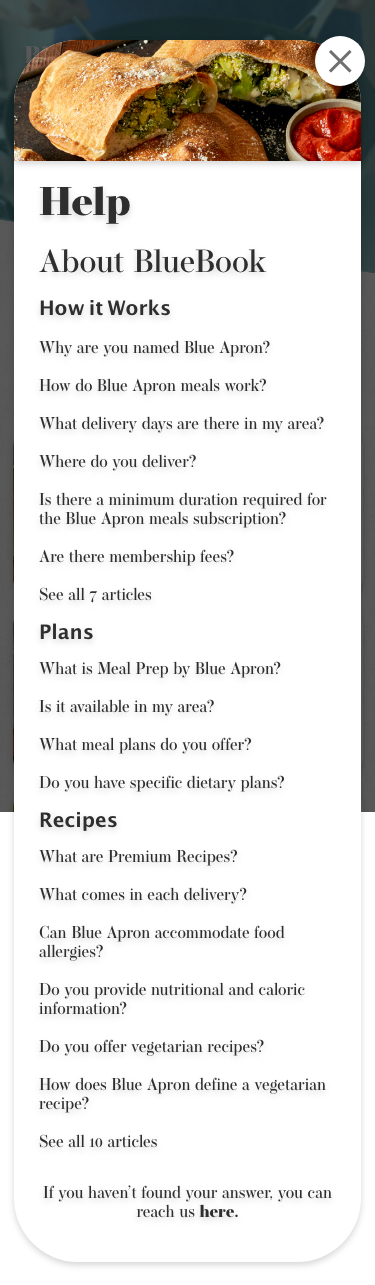 Help
About BlueBook
How it Works
Why are you named Blue Apron?
How do Blue Apron meals work?
What delivery days are there in my area?
Where do you deliver?
Is there a minimum duration required for
the Blue Apron meals subscription?
Are there membership fees?
See all 7 articles
Plans
What is Meal Prep by Blue Apron?
Is it available in my area?
What meal plans do you offer?
Do you have specific dietary plans?
Recipes
What are Premium Recipes?
What comes in each delivery?
Can Blue Apron accommodate food
allergies?
Do you provide nutritional and caloric
information?
Do you offer vegetarian recipes?
How does Blue Apron define a vegetarian
recipe?
See all 10 articles
If you haven't found your answer, you can
reach us here.